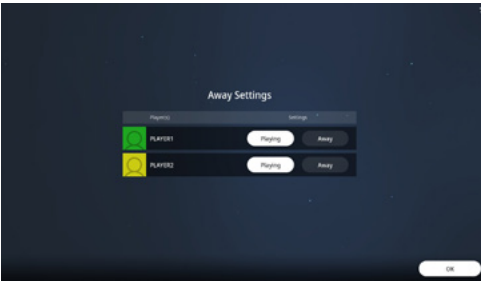 Away Settings
Player(s) Settings
PLAYER1 Playing Away
PLAYER2 Playing Away
OK